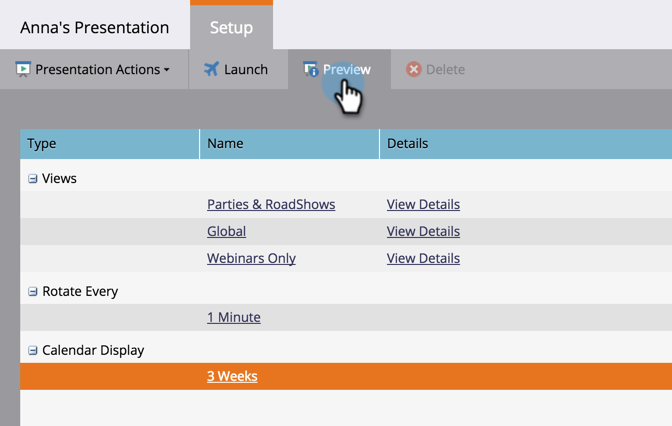 Anna's Presentation Setup
Presentation Actions Launch Preview Delete
Type Name Details
Views
Parties & RoadShows View Details
Global View Details
Webinars Only View Details
Rotate Every
1 Minute
Calendar Display
3 Weeks